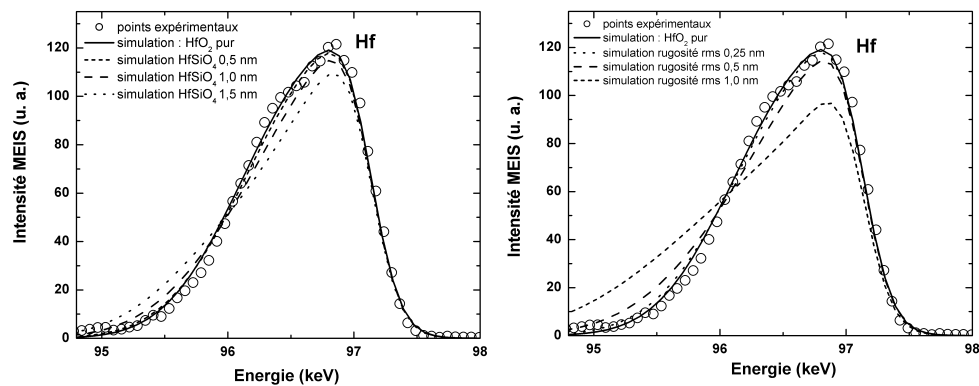 points expérimentaux
simulation : HfO2 pur
simulation HfSiO4 0,5 nm
simulation HfSiO4 1,0 nm
simulation HfSiO4 1,5 nm
Hf
Intensité MEIS (u. a.)
140
120
100
80
60
40
20
0
95
96
97
98
Energie (keV)
points expérimentaux
simulation : HfO2 pur
simulation rugosité rms 0,25 nm
simulation rugosité rms 0,5 nm
simulation rugosité rms 1,0 nm
Hf
Intensité MEIS (u. a.)
120
100
80
60
40
20
0
95
96
97
98
Energie (keV)